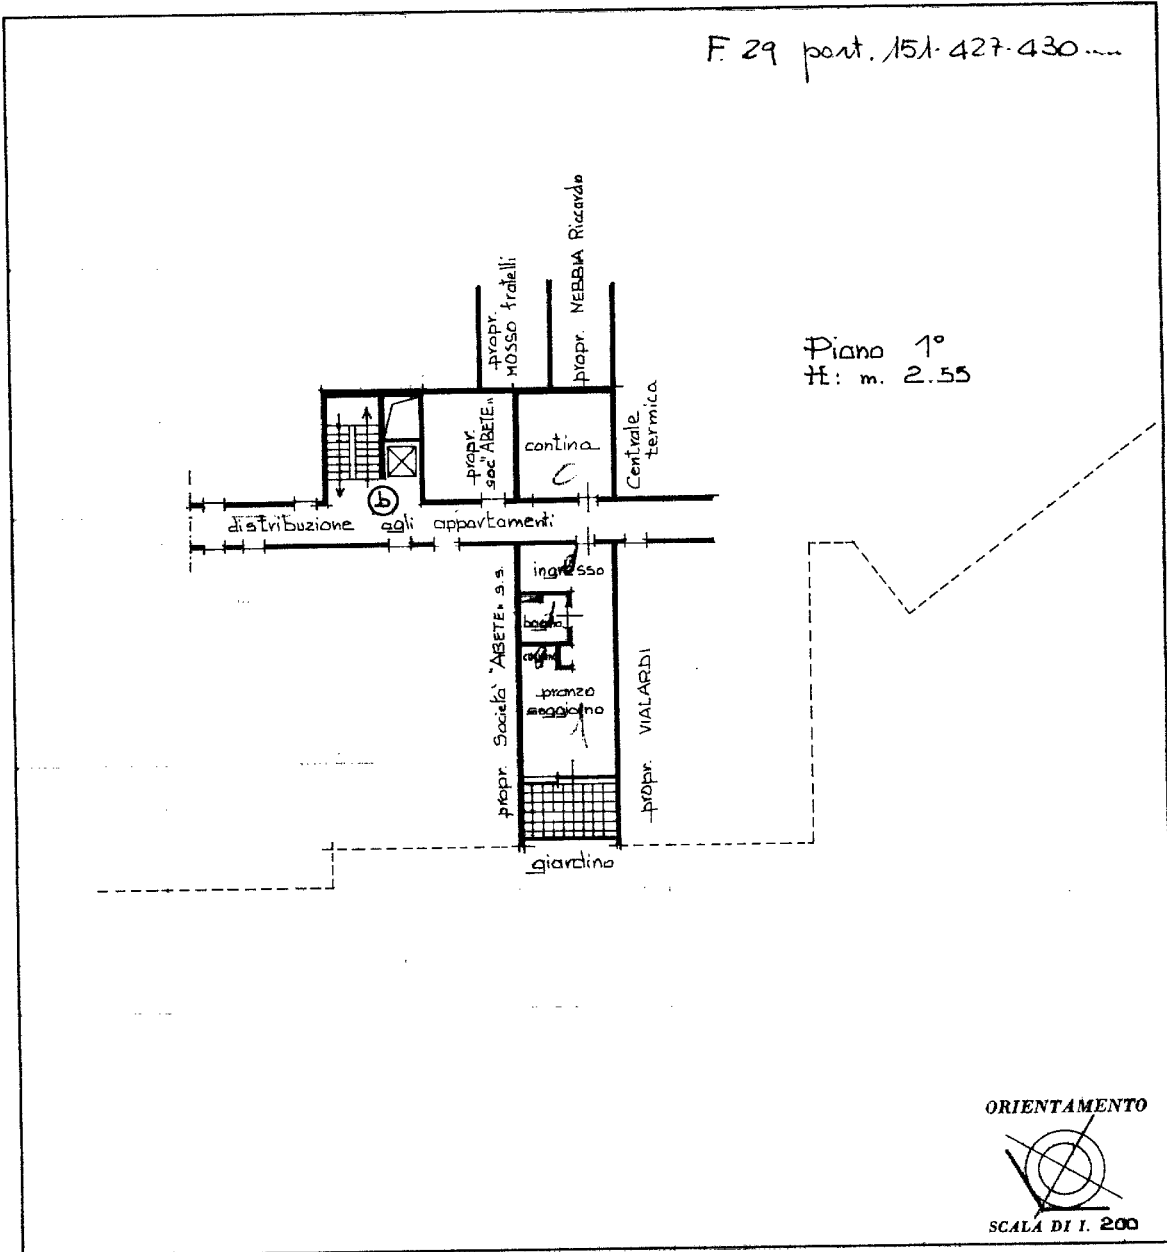 F. 29 part. 151. 427. 430....
propr.
MOSSO fratelli
propr. NEBBIA Riccardo
Piano 1°
H: m. 2.55
propr.
soc "ABETE"
cantina
C
Centrale
termica
b
distribuzione agli appartamenti
ingresso
bagno
propr. Società "ABETE" s.s.
pranzo
soggiorno
1
propr. VIALARDI
giardino
ORIENTAMENTO
SCALA DI 1. 200